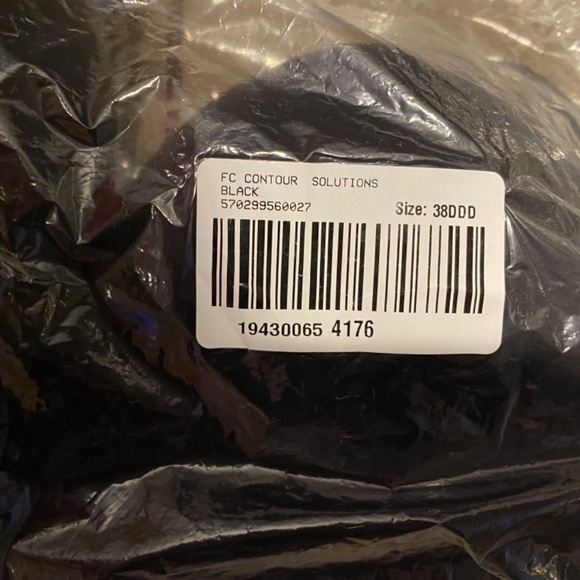 FC CONTOUR SOLUTIONS
BLACK
570299560027 Size: 38DDD
19430065 4176